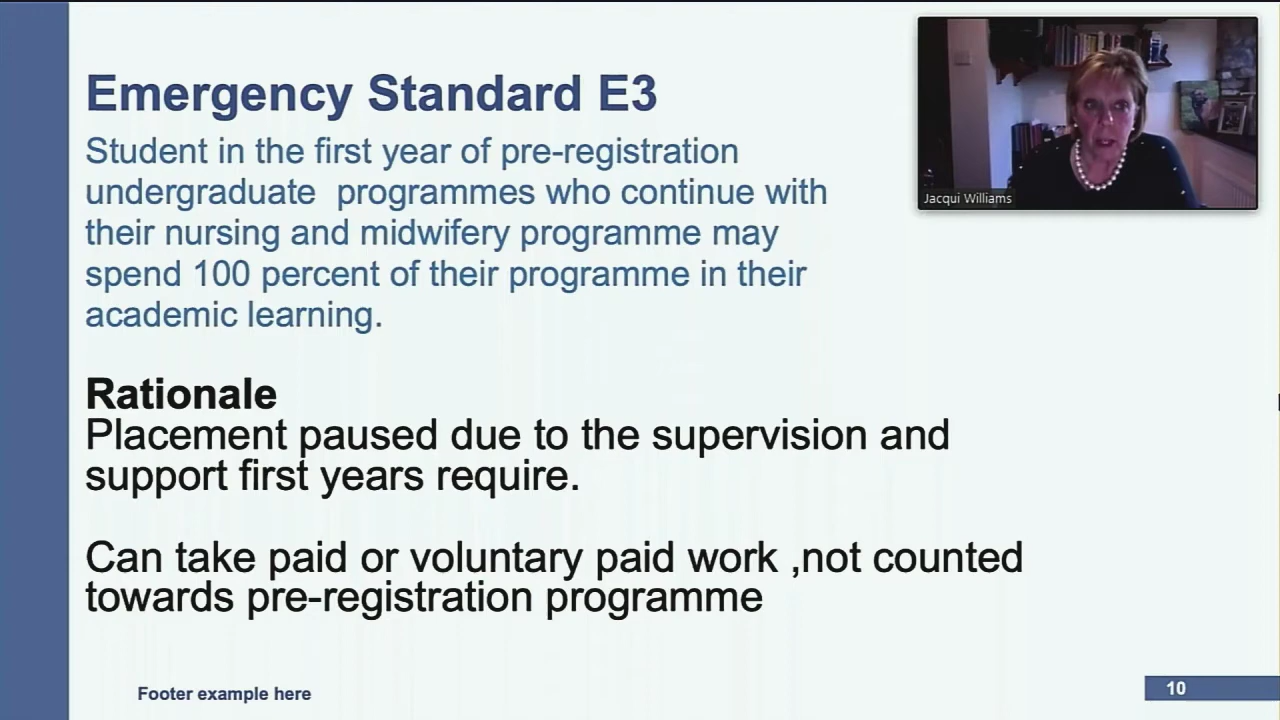 Emergency Standard E3
Student in the first year of pre-registration
undergraduate  programmes who continue with
their nursing and midwifery programme may
spend 100 percent of their programme in their
academic learning.
Rationale
Placement paused due to the supervision and
support first years require.
Can take paid or voluntary paid work ,not counted
towards pre-registration programme
Footer example here
10
Jacqui Williams